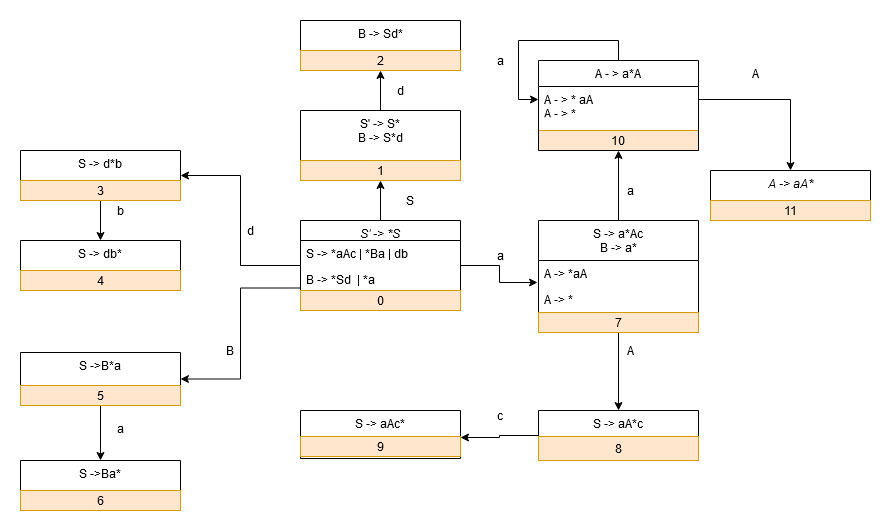 B -> Sd*
2
d
S' -> S*
B -> S*d
1
S
S' -> *S
S -> *aAc | *Ba | db
B -> *Sd | *a
0
d
S -> d*b
3
b
S -> db*
4
B
S ->B*a
5
a
S ->Ba*
6
a
S -> a*Ac
B -> a*
A -> *aA
A -> *
7
a
a
A -> a*A
A - > * aA
A - > *
10
A
A -> aA*
11
A
S -> aA*c
8
c
S -> aAc*
9